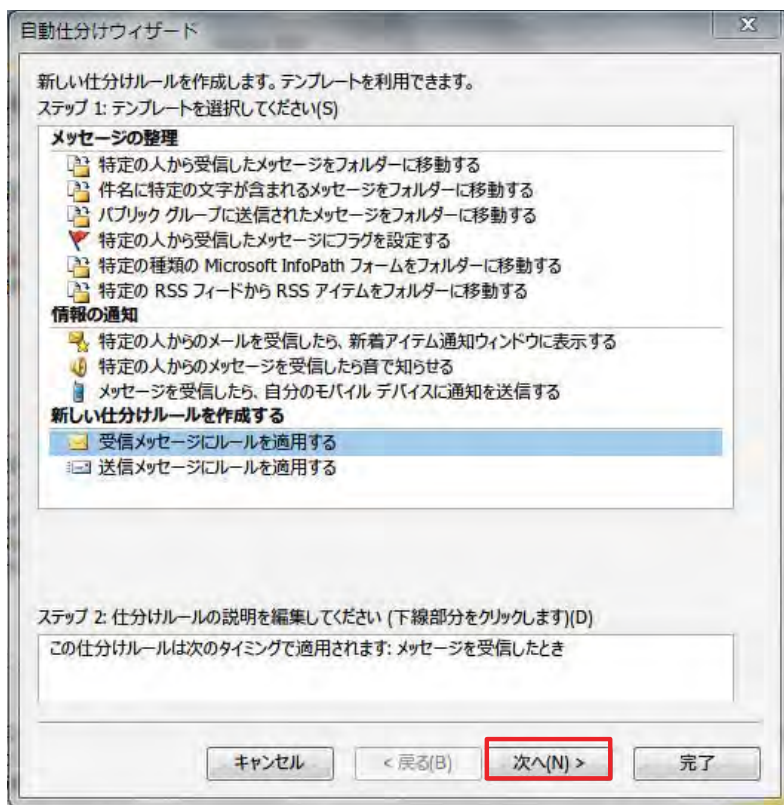 自動仕分けウィザード
新しい仕分けルールを作成します。テンプレートを利用できます。
ステップ 1: テンプレートを選択してください(S)
メッセージの整理
特定の人から受信したメッセージをフォルダーに移動する
件名に特定の文字が含まれるメッセージをフォルダーに移動する
パブリック グループに送信されたメッセージをフォルダーに移動する
特定の人から受信したメッセージにフラグを設定する
特定の種類の Microsoft InfoPath フォームをフォルダーに移動する
特定の RSS フィードから RSS アイテムをフォルダーに移動する
情報の通知
特定の人からのメールを受信したら、新着アイテム通知ウィンドウに表示する
特定の人からのメッセージを受信したら音で知らせる
メッセージを受信したら、自分のモバイル デバイスに通知を送信する
新しい仕分けルールを作成する
受信メッセージにルールを適用する
送信メッセージにルールを適用する
ステップ 2: 仕分けルールの説明を編集してください (下線部分をクリックします)(D)
この仕分けルールは次のタイミングで適用されます: メッセージを受信したとき
キャンセル < 戻る(B) 次へ(N) > 完了